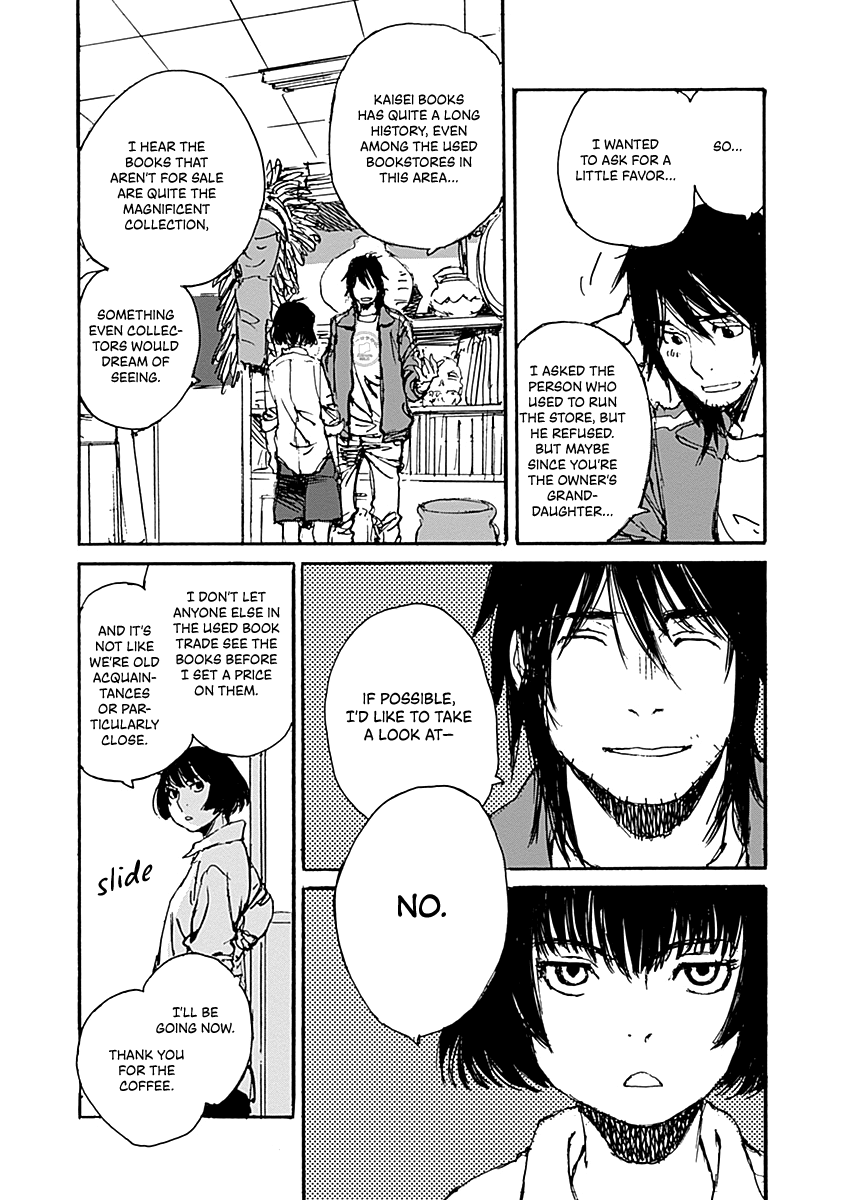 SO...
I WANTED
TO ASK FOR A
LITTLE FAVOR...
I ASKED THE
PERSON WHO
USED TO RUN
THE STORE, BUT
HE REFUSED.
BUT MAYBE
SINCE YOU'RE
THE OWNER'S
GRAND-
DAUGHTER...
KAISEI BOOKS
HAS QUITE A LONG
HISTORY, EVEN
AMONG THE USED
BOOKSTORES IN
THIS AREA...
I HEAR THE
BOOKS THAT
AREN'T FOR SALE
ARE QUITE THE
MAGNIFICENT
COLLECTION,
SOMETHING
EVEN COLLEC-
TORS WOULD
DREAM OF
SEEING.
IF POSSIBLE,
I'D LIKE TO TAKE
A LOOK AT—
NO.
I DON'T LET
ANYONE ELSE IN
THE USED BOOK
TRADE SEE THE
BOOKS BEFORE
I SET A PRICE
ON THEM.
AND IT'S
NOT LIKE
WE'RE OLD
ACQUAIN-
TANCES
OR PAR-
TICULARLY
CLOSE.
slide
I'LL BE
GOING NOW.
THANK YOU
FOR THE
COFFEE.